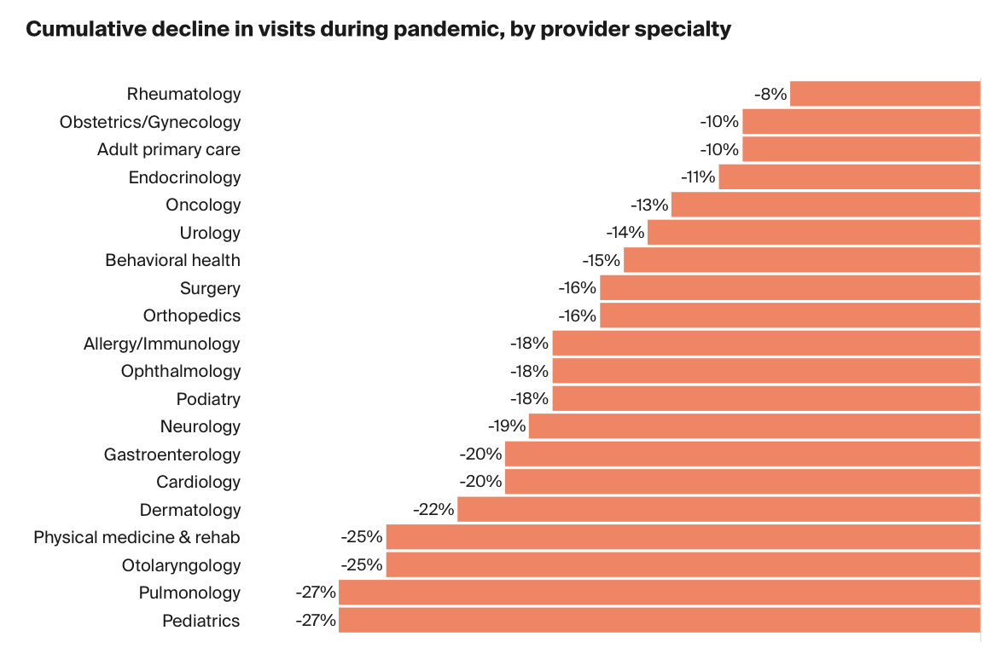 Cumulative decline in visits during pandemic, by provider specialty
Rheumatology -8%
Obstetrics/Gynecology -10%
Adult primary care -10%
Endocrinology -11%
Oncology -13%
Urology -14%
Behavioral health -15%
Surgery -16%
Orthopedics -16%
Allergy/Immunology -18%
Ophthalmology -18%
Podiatry -18%
Neurology -19%
Gastroenterology -20%
Cardiology -20%
Dermatology -22%
Physical medicine & rehab -25%
Otolaryngology -25%
Pulmonology -27%
Pediatrics -27%